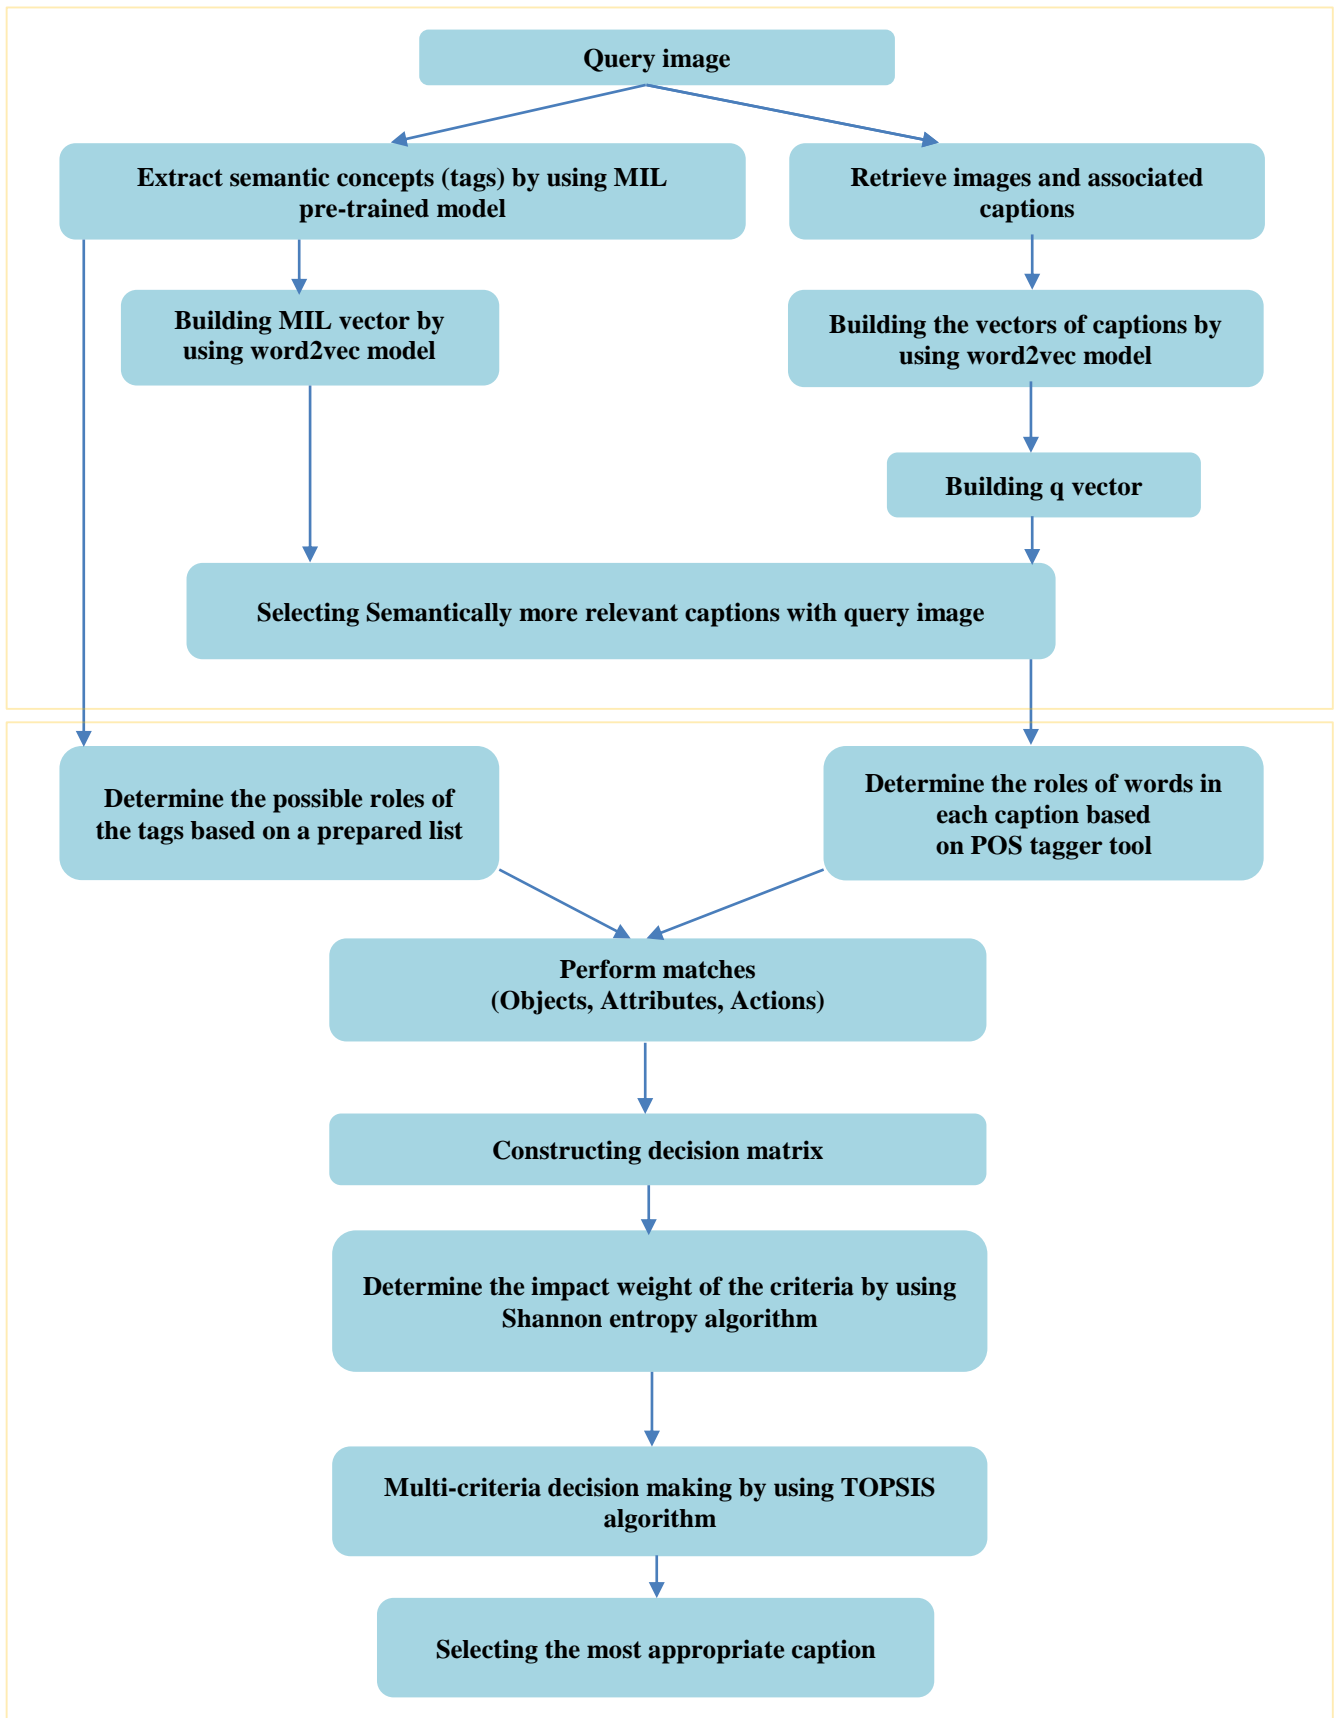 Query image
Extract semantic concepts (tags) by using MIL
pre-trained model
Retrieve images and associated
captions
Building MIL vector by
using word2vec model
Building the vectors of captions by
using word2vec model
Building q vector
Selecting Semantically more relevant captions with query image
Determine the possible roles of
the tags based on a prepared list
Determine the roles of words in
each caption based
on POS tagger tool
Perform matches
(Objects, Attributes, Actions)
Constructing decision matrix
Determine the impact weight of the criteria by using
Shannon entropy algorithm
Multi-criteria decision making by using TOPSIS
algorithm
Selecting the most appropriate caption